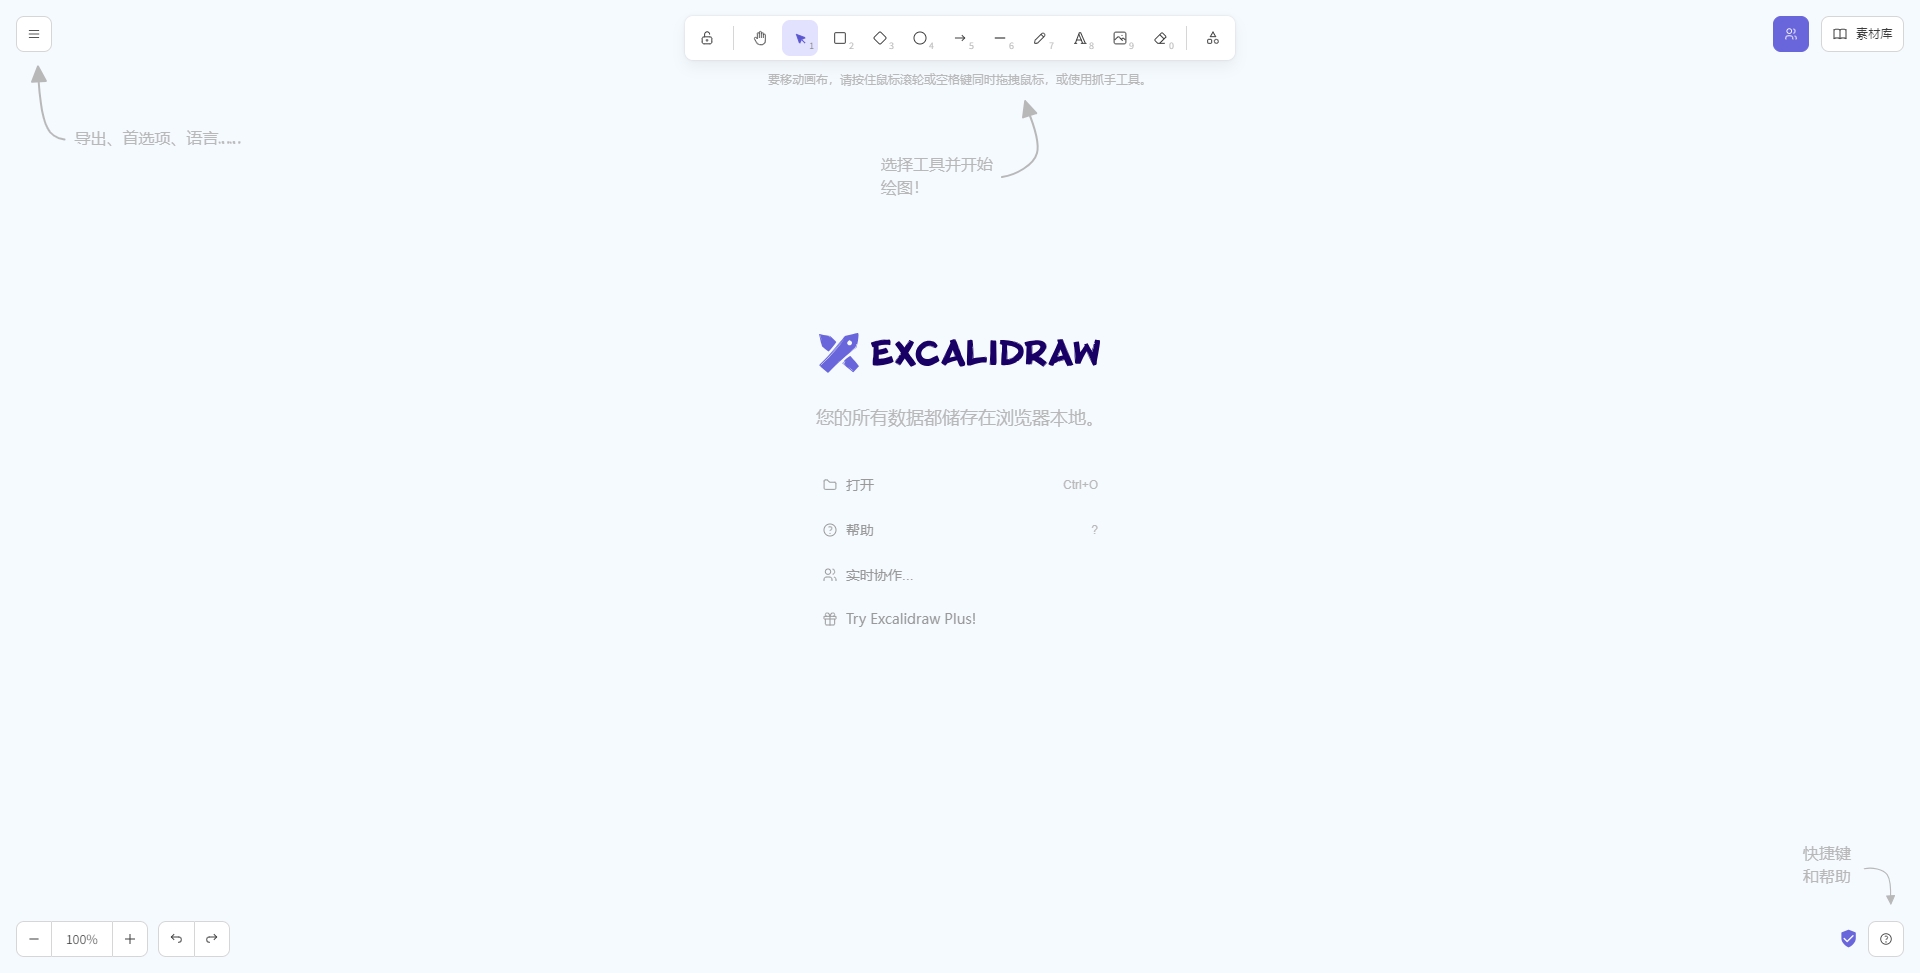 1
2
3
4
5
6
7
8
9
0
素材库
要移动画布，请按住鼠标滚轮或空格键同时拖拽鼠标，或使用抓手工具。
导出、首选项、语言……
选择工具并开始
绘图！
EXCALIDRAW
您的所有数据都储存在浏览器本地。
打开 Ctrl+O
帮助 ?
实时协作...
Try Excalidraw Plus!
快捷键
和帮助
100%